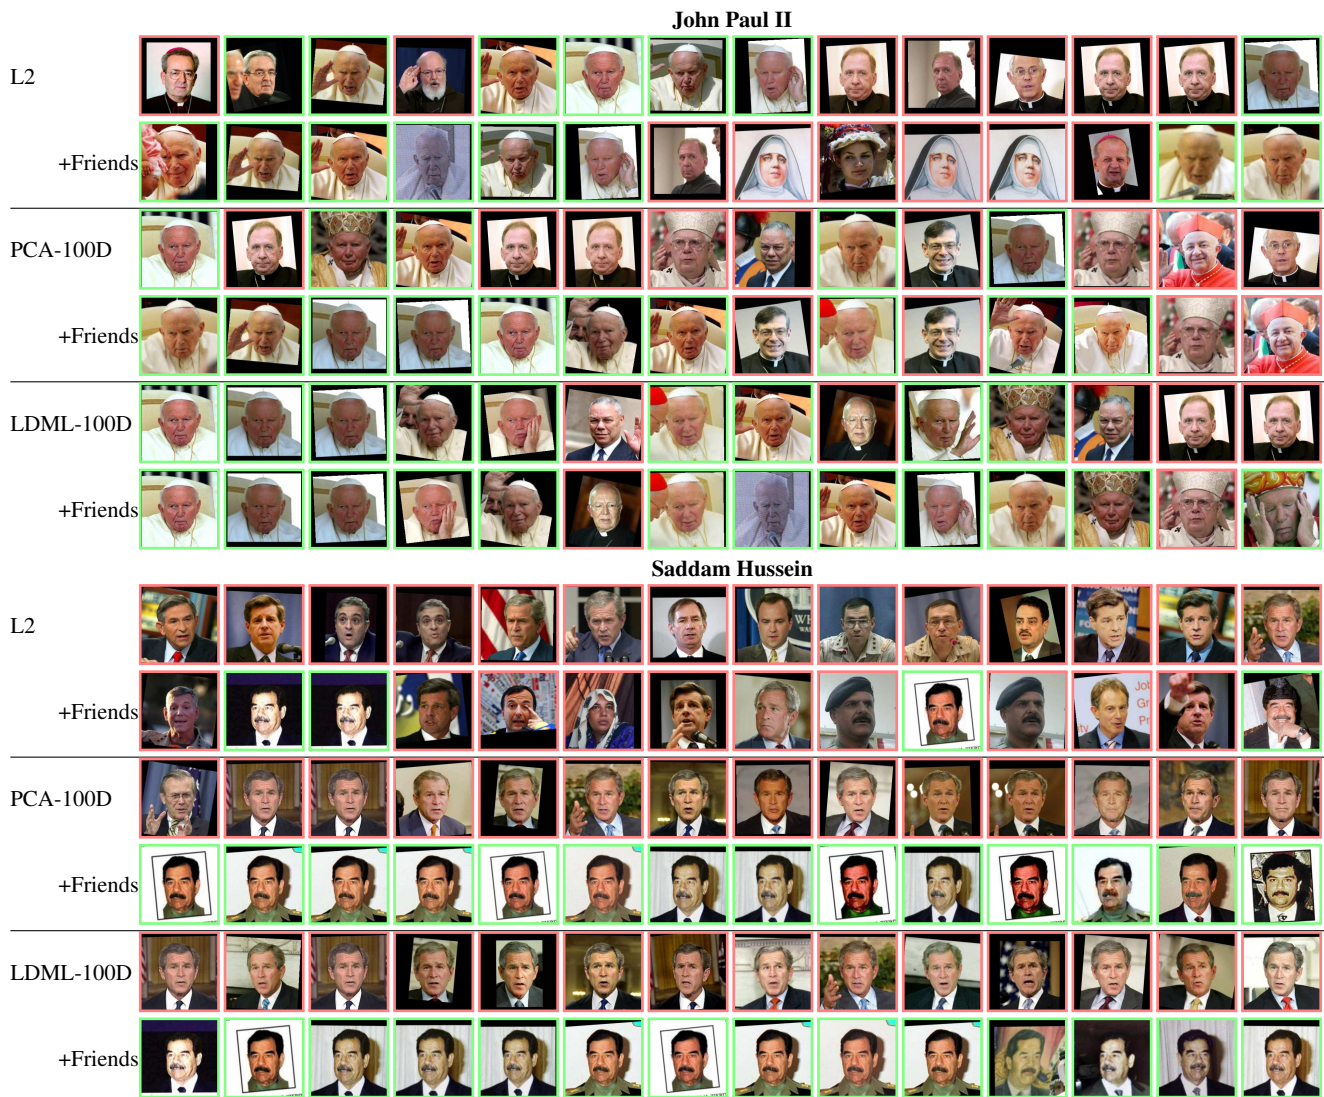 John Paul II
L2
+Friends
PCA-100D
+Friends
LDML-100D
+Friends
Saddam Hussein
L2
+Friends
PCA-100D
+Friends
LDML-100D
+Friends